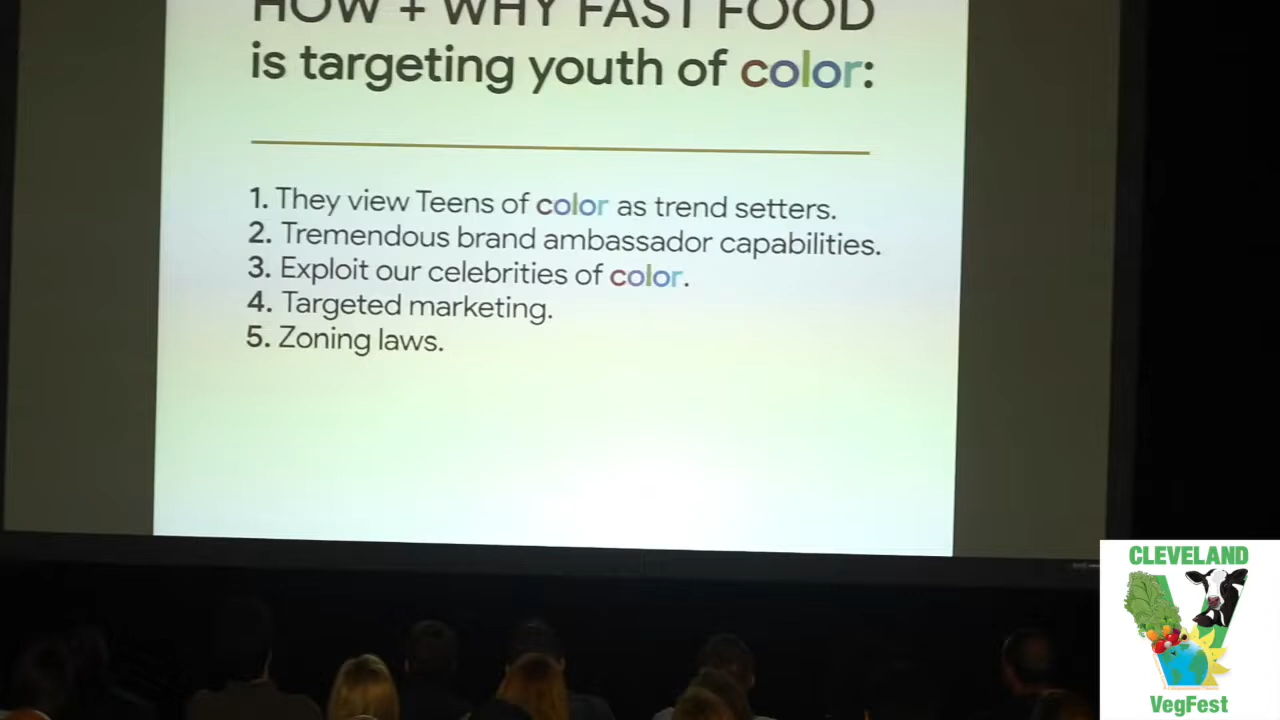 HOW + WHY FAST FOOD
is targeting youth of color:
1. They view Teens of color as trend setters.
2. Tremendous brand ambassador capabilities.
3. Exploit our celebrities of color.
4. Targeted marketing.
5. Zoning laws.
CLEVELAND
VegFest